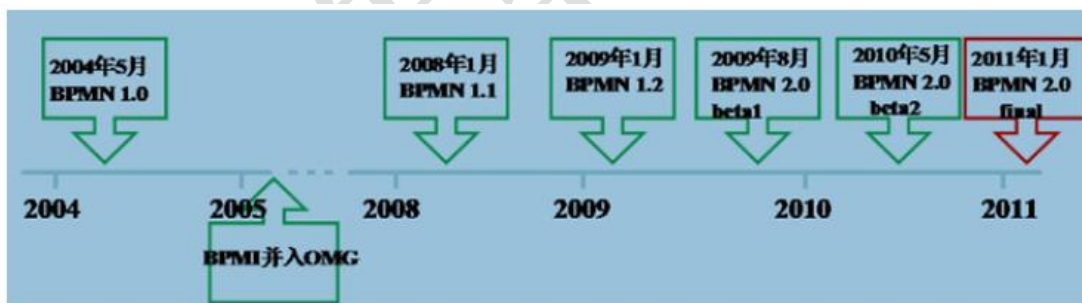 2004年5月
BPMN 1.0
2008年1月
BPMN 1.1
2009年1月
BPMN 1.2
2009年8月
BPMN 2.0
beta1
2010年5月
BPMN 2.0
beta2
2011年1月
BPMN 2.0
final
2004
2005
2008
2009
2010
2011
BPMI并入OMG